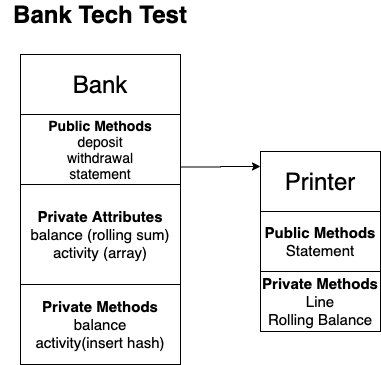 Bank Tech Test
Bank
Public Methods
deposit
withdrawal
statement
Private Attributes
balance (rolling sum)
activity (array)
Private Methods
balance
activity(insert hash)
Printer
Public Methods
Statement
Private Methods
Line
Rolling Balance